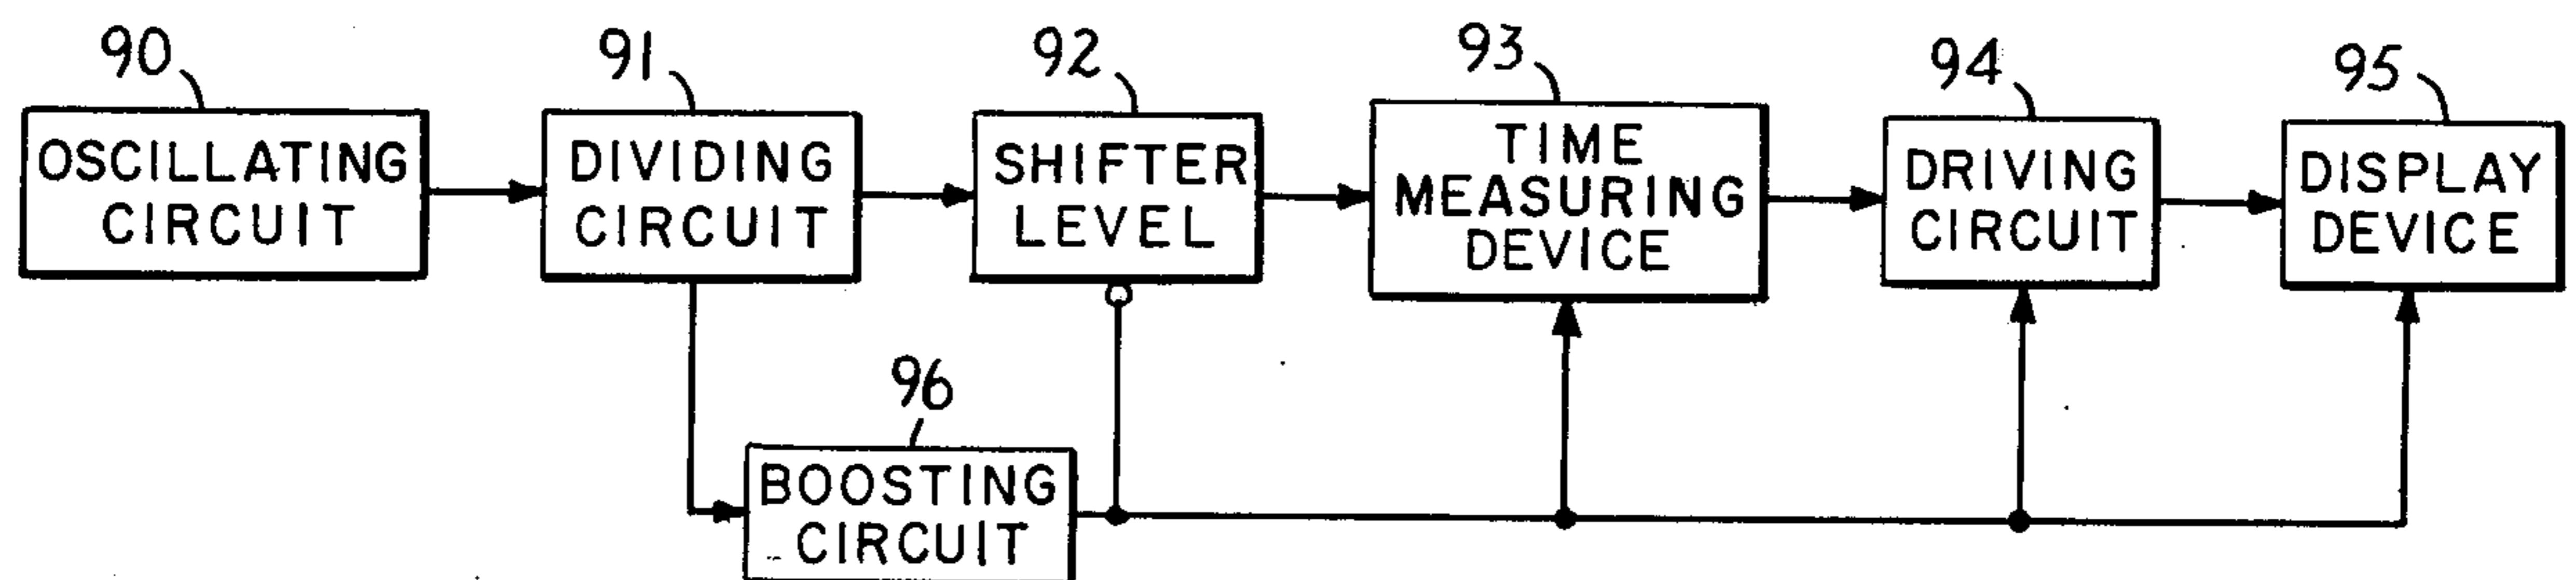 90
91
92
93
94
95
OSCILLATING
CIRCUIT
DIVIDING
CIRCUIT
SHIFTER
LEVEL
TIME
MEASURING
DEVICE
DRIVING
CIRCUIT
DISPLAY
DEVICE
96
BOOSTING
CIRCUIT